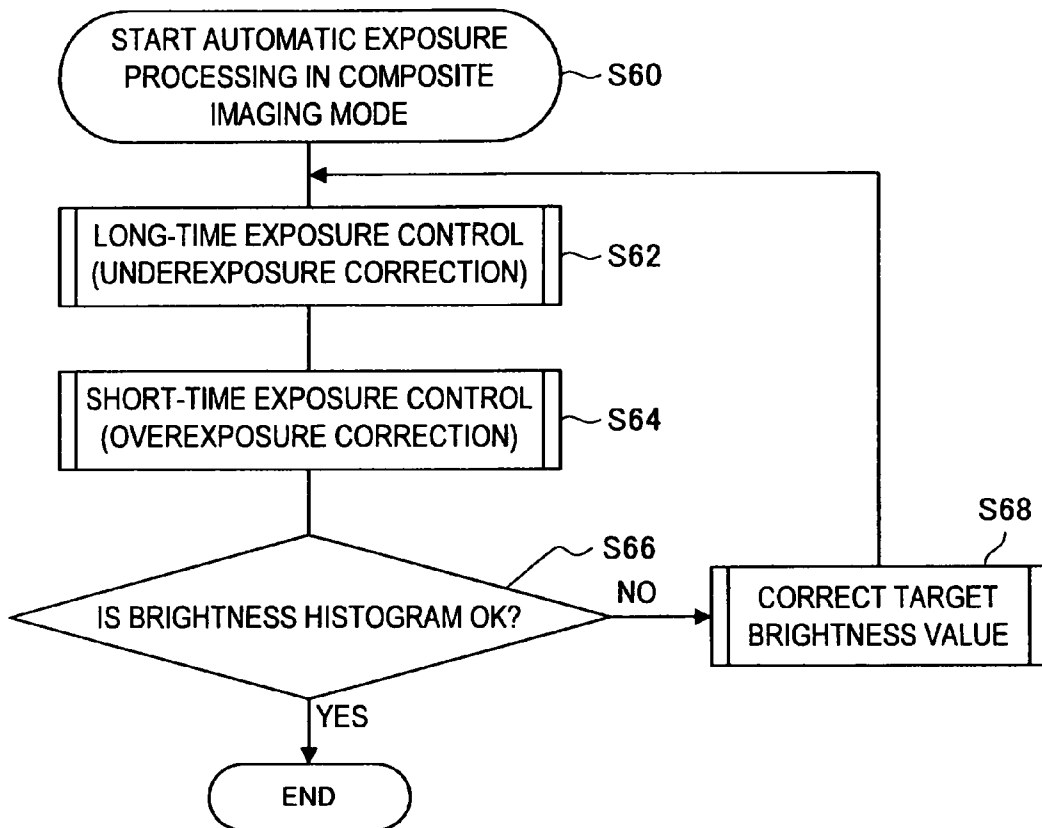 START AUTOMATIC EXPOSURE
PROCESSING IN COMPOSITE
IMAGING MODE
S60
LONG-TIME EXPOSURE CONTROL
(UNDEREXPOSURE CORRECTION)
S62
SHORT-TIME EXPOSURE CONTROL
(OVEREXPOSURE CORRECTION)
S64
S66
IS BRIGHTNESS HISTOGRAM OK?
NO
S68
CORRECT TARGET
BRIGHTNESS VALUE
YES
END